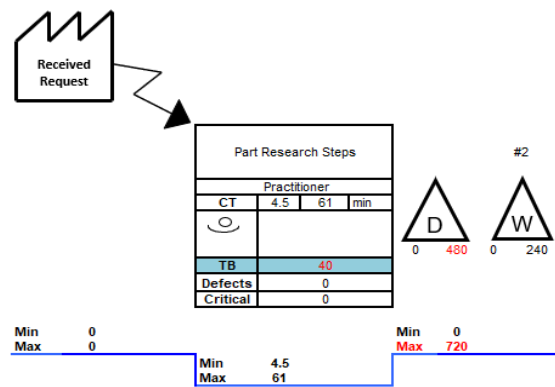 Received
Request
Part Research Steps
#2
Practitioner
CT 4.5 61 min
D W
0 480 0 240
TB 40
Defects 0
Critical 0
Min 0 Min 0
Max 0 Max 720
Min 4.5
Max 61